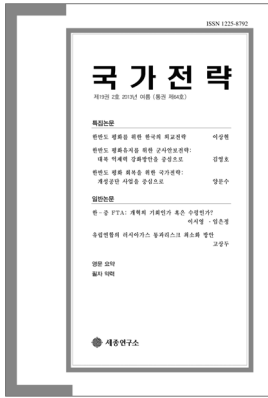 ISSN 1225-8792
국가전략
제19권 2호 2013년 여름 (통권 제64호)
특집논문
한반도 평화를 위한 한국의 외교전략 이상현
한반도 평화유지를 위한 군사안보전략:
대북 억제력 강화방안을 중심으로 김열호
한반도 평화 회복을 위한 국가전략:
개성공단 사업을 중심으로 양문수
일반논문
한-중 FTA: 개혁의 기회인가 혹은 수렁인가?
이서영 · 임은정
유럽연합의 러시아가스 통과리스크 최소화 방안
고상두
영문 요약
필자 약력
세종연구소